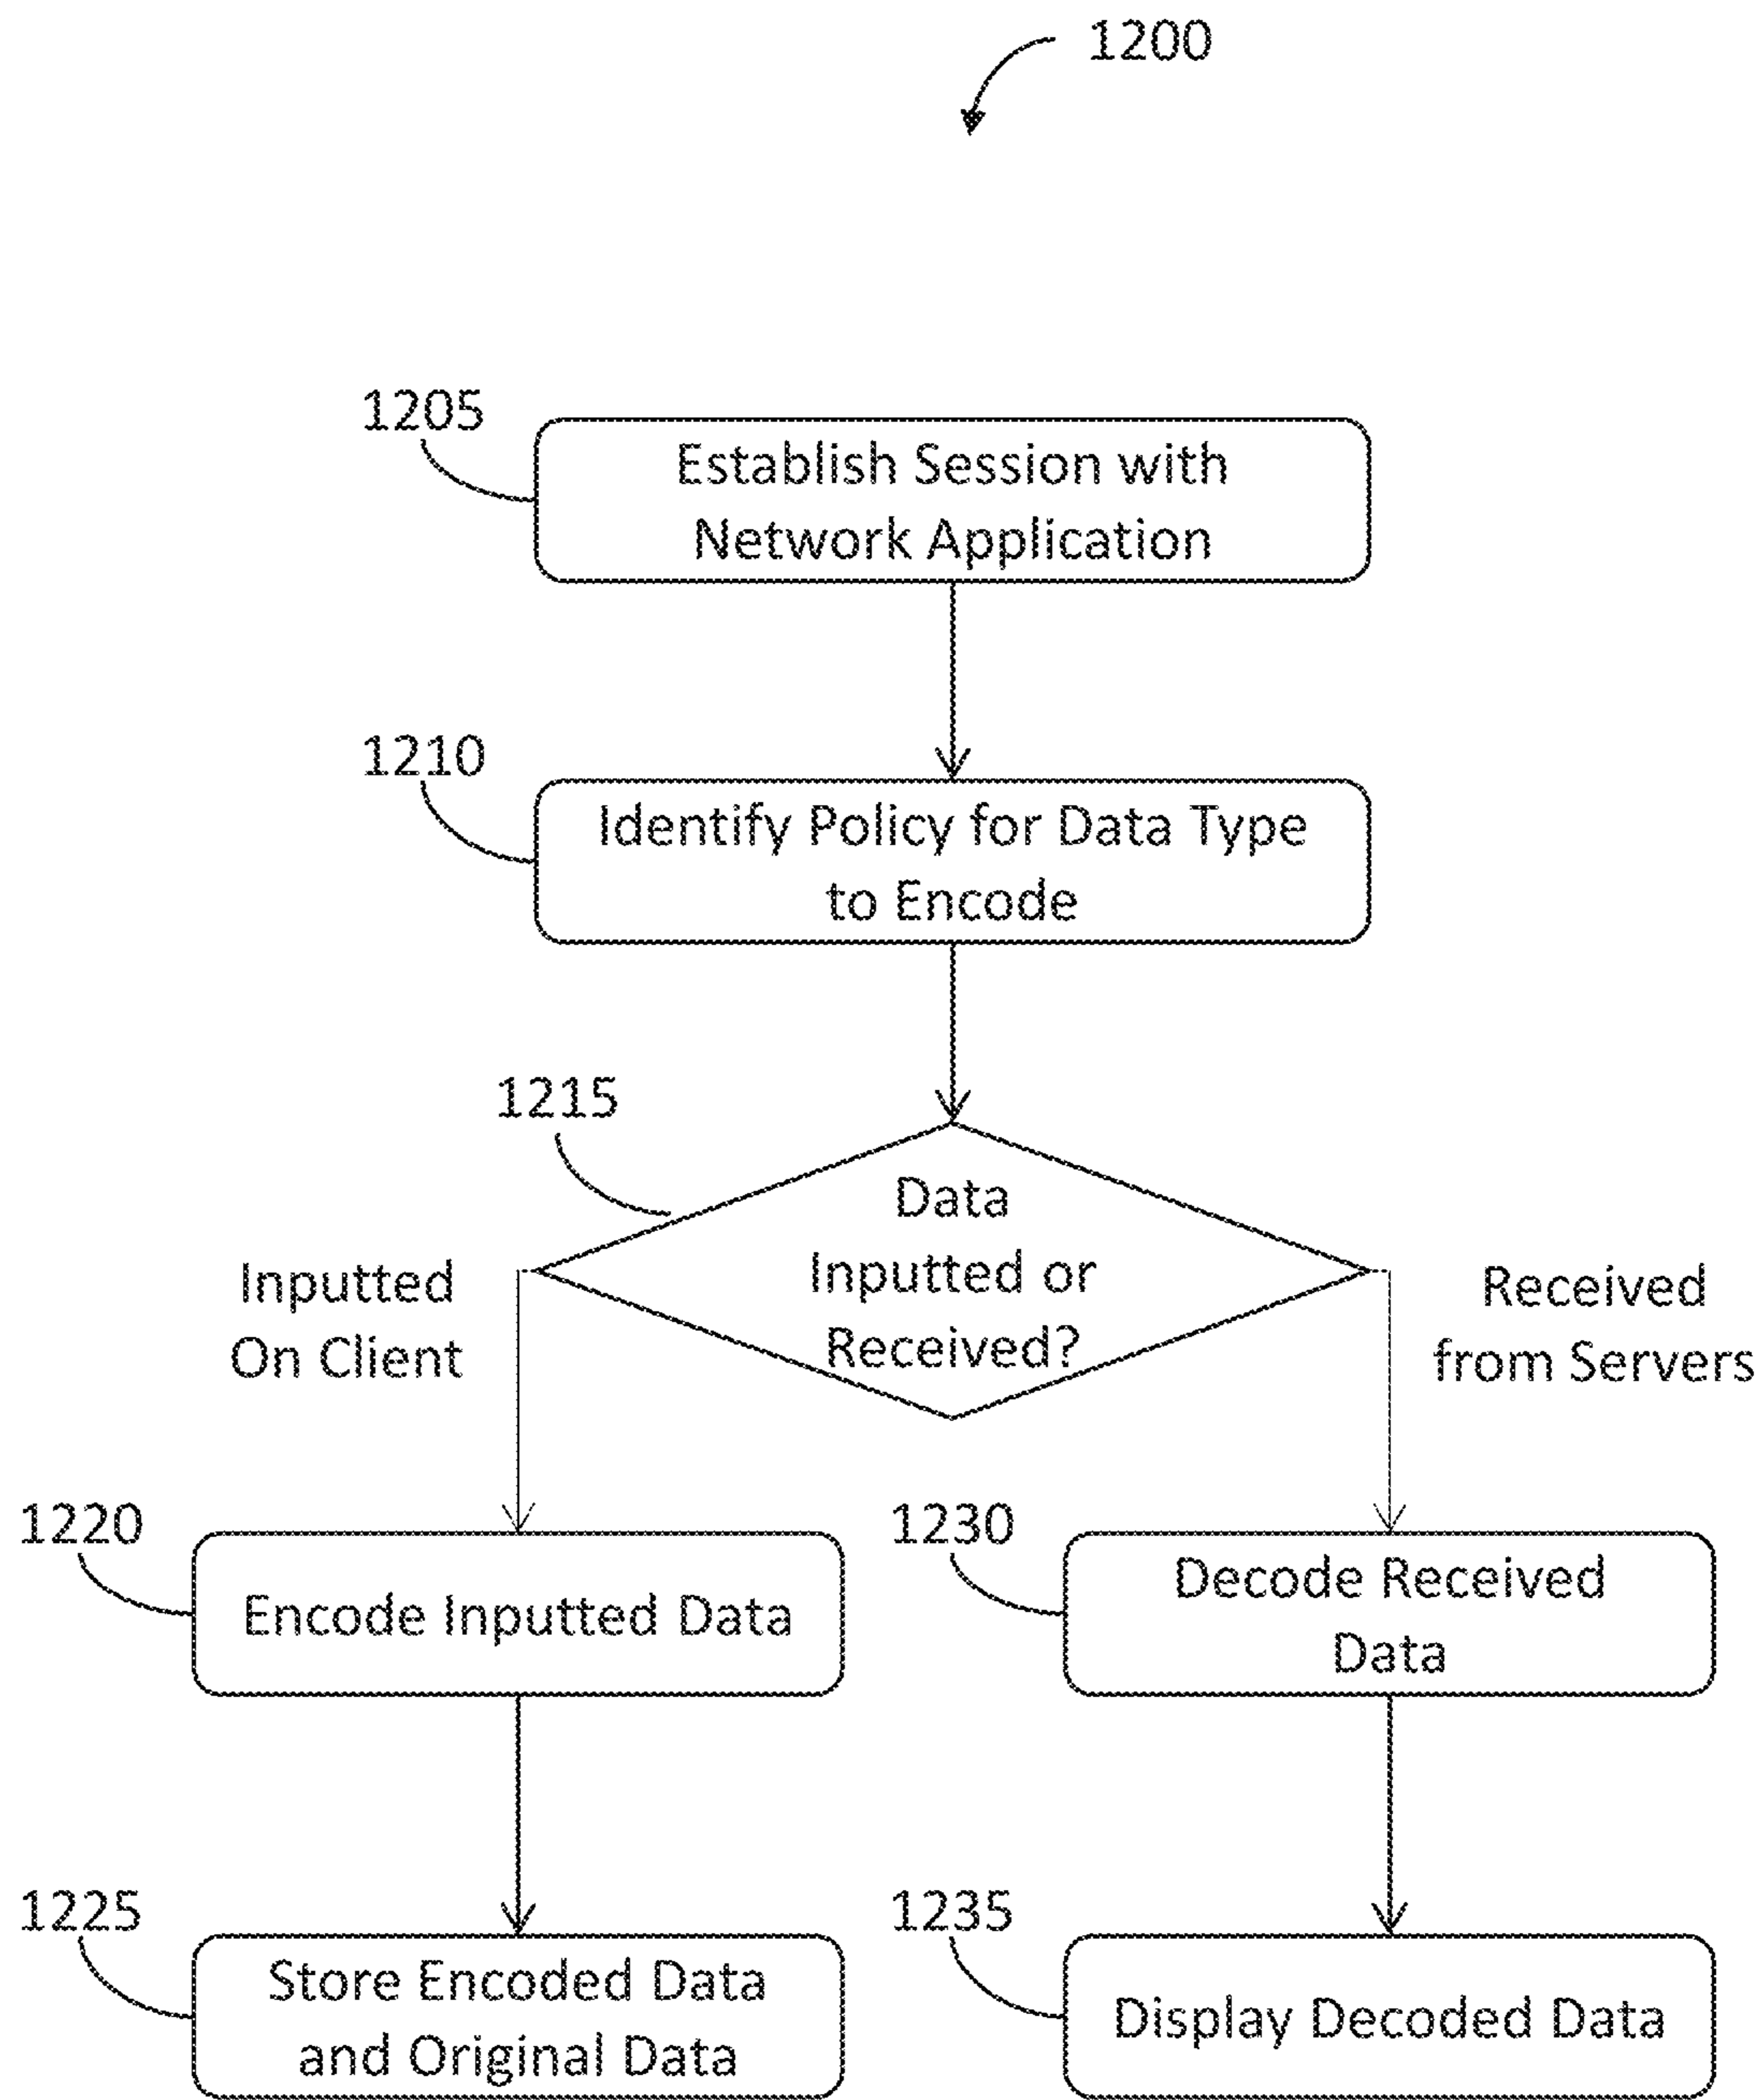 1200
1205
Establish Session with
Network Application
1210
Identify Policy for Data Type
to Encode
1215
Data
Inputted or
Received?
Inputted
On Client
Received
from Servers
1220
Encode Inputted Data
1230
Decode Received
Data
1225
Store Encoded Data
and Original Data
1235
Display Decoded Data